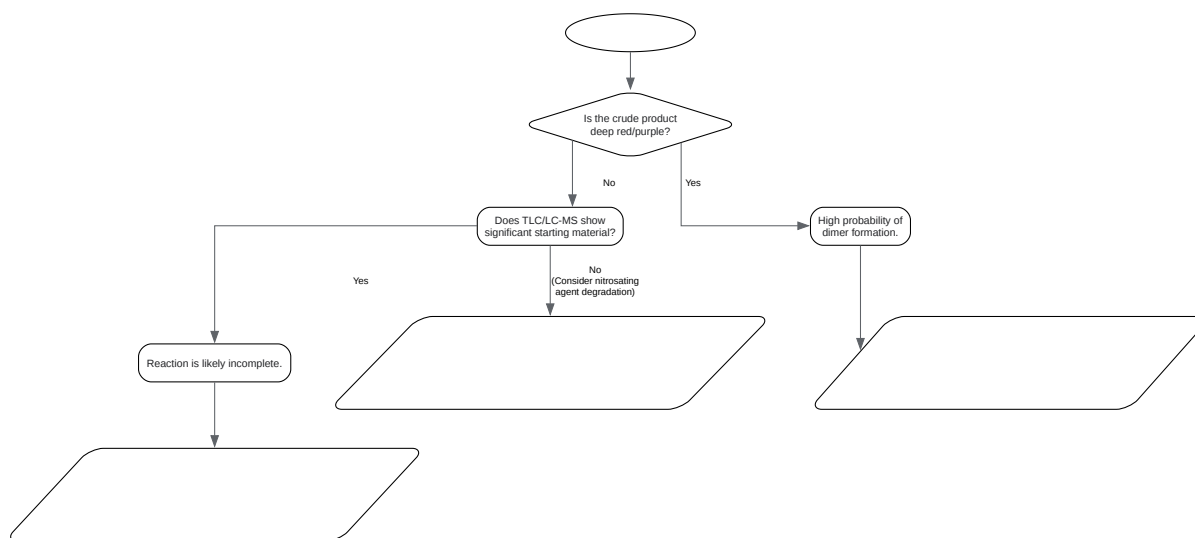 Is the crude product
deep red/purple?
No
Yes
Does TLC/LC-MS show
significant starting material?
High probability of
dimer formation.
Yes
No
(Consider nitrosating
agent degradation)
Reaction is likely incomplete.